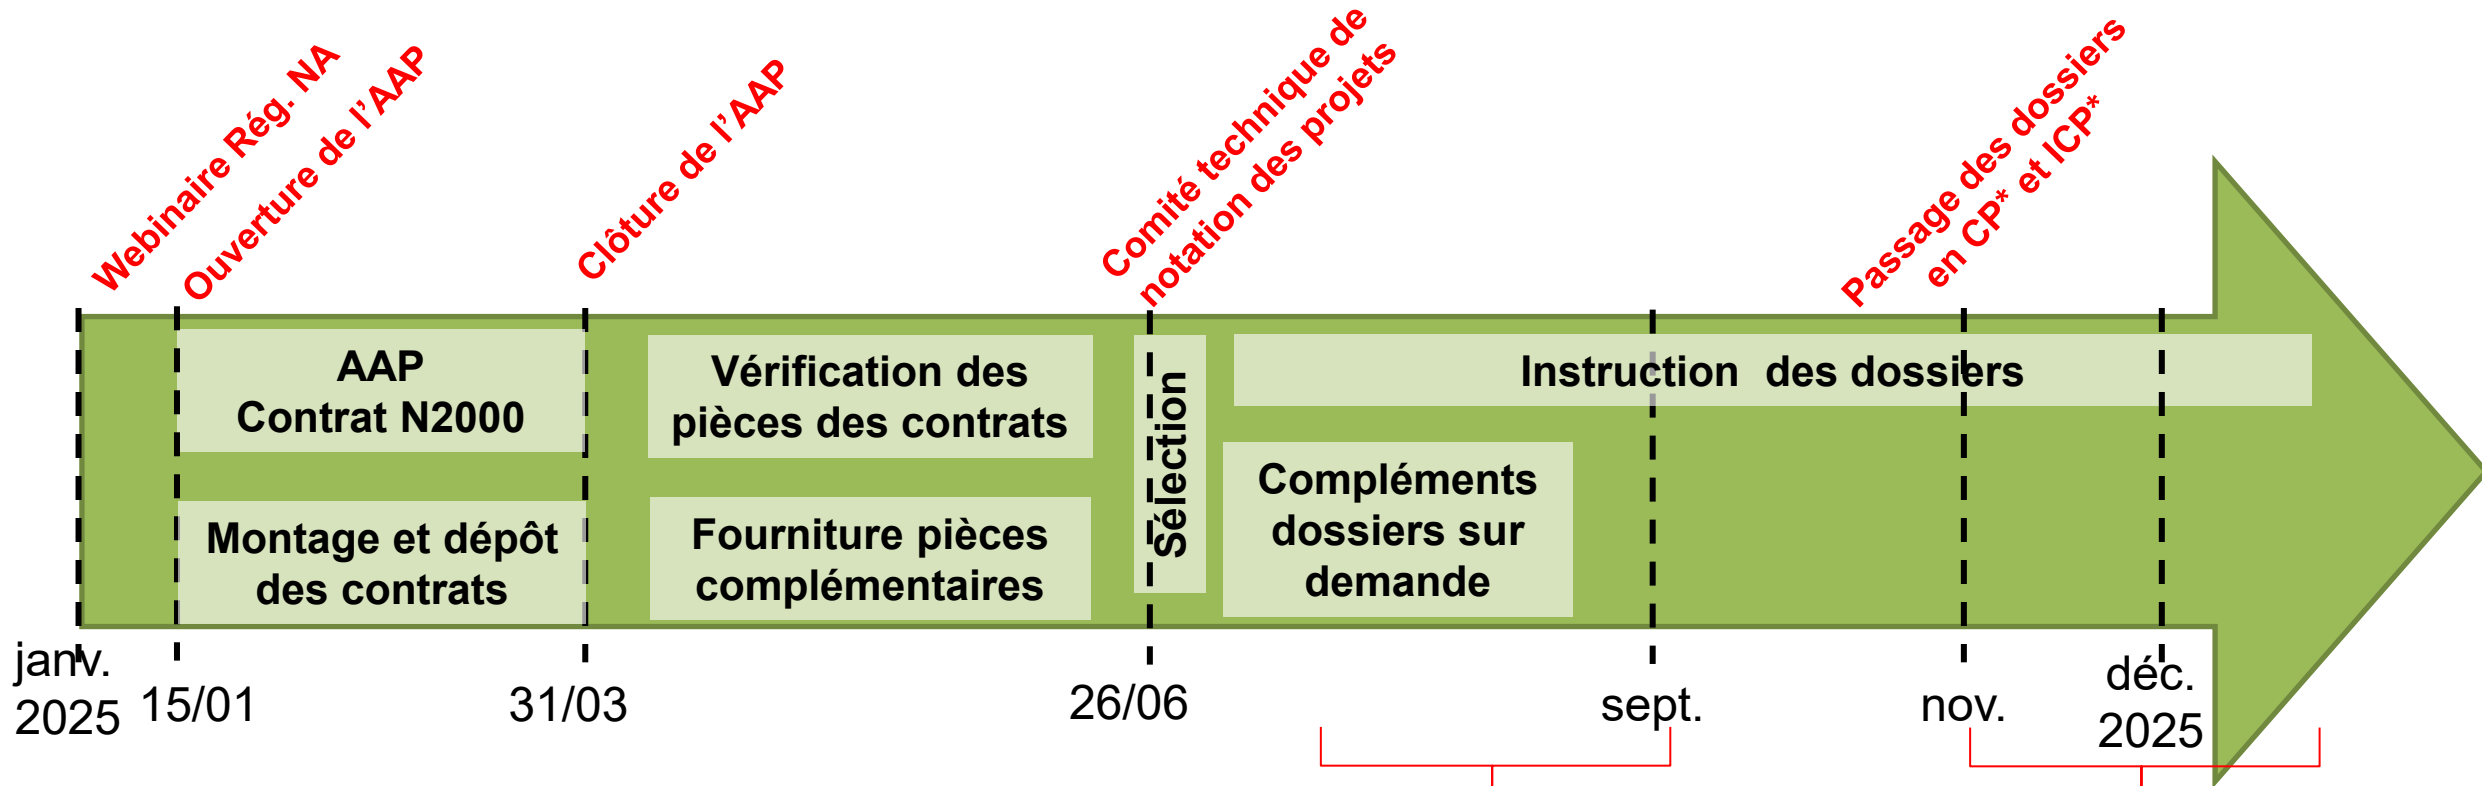 Webinaire Rég. NA
Ouverture de l’AAP
Clôture de l’AAP
Comité technique de
notation des projets
Passage des dossiers
en CP* et ICP*
AAP
Contrat N2000
Montage et dépôt
des contrats
Vérification des
pièces des contrats
Fourniture pièces
complémentaires
Sélection
Instruction  des dossiers
Compléments
dossiers sur
demande
janv.
2025
15/01
31/03
26/06
sept.
nov.
déc.
2025